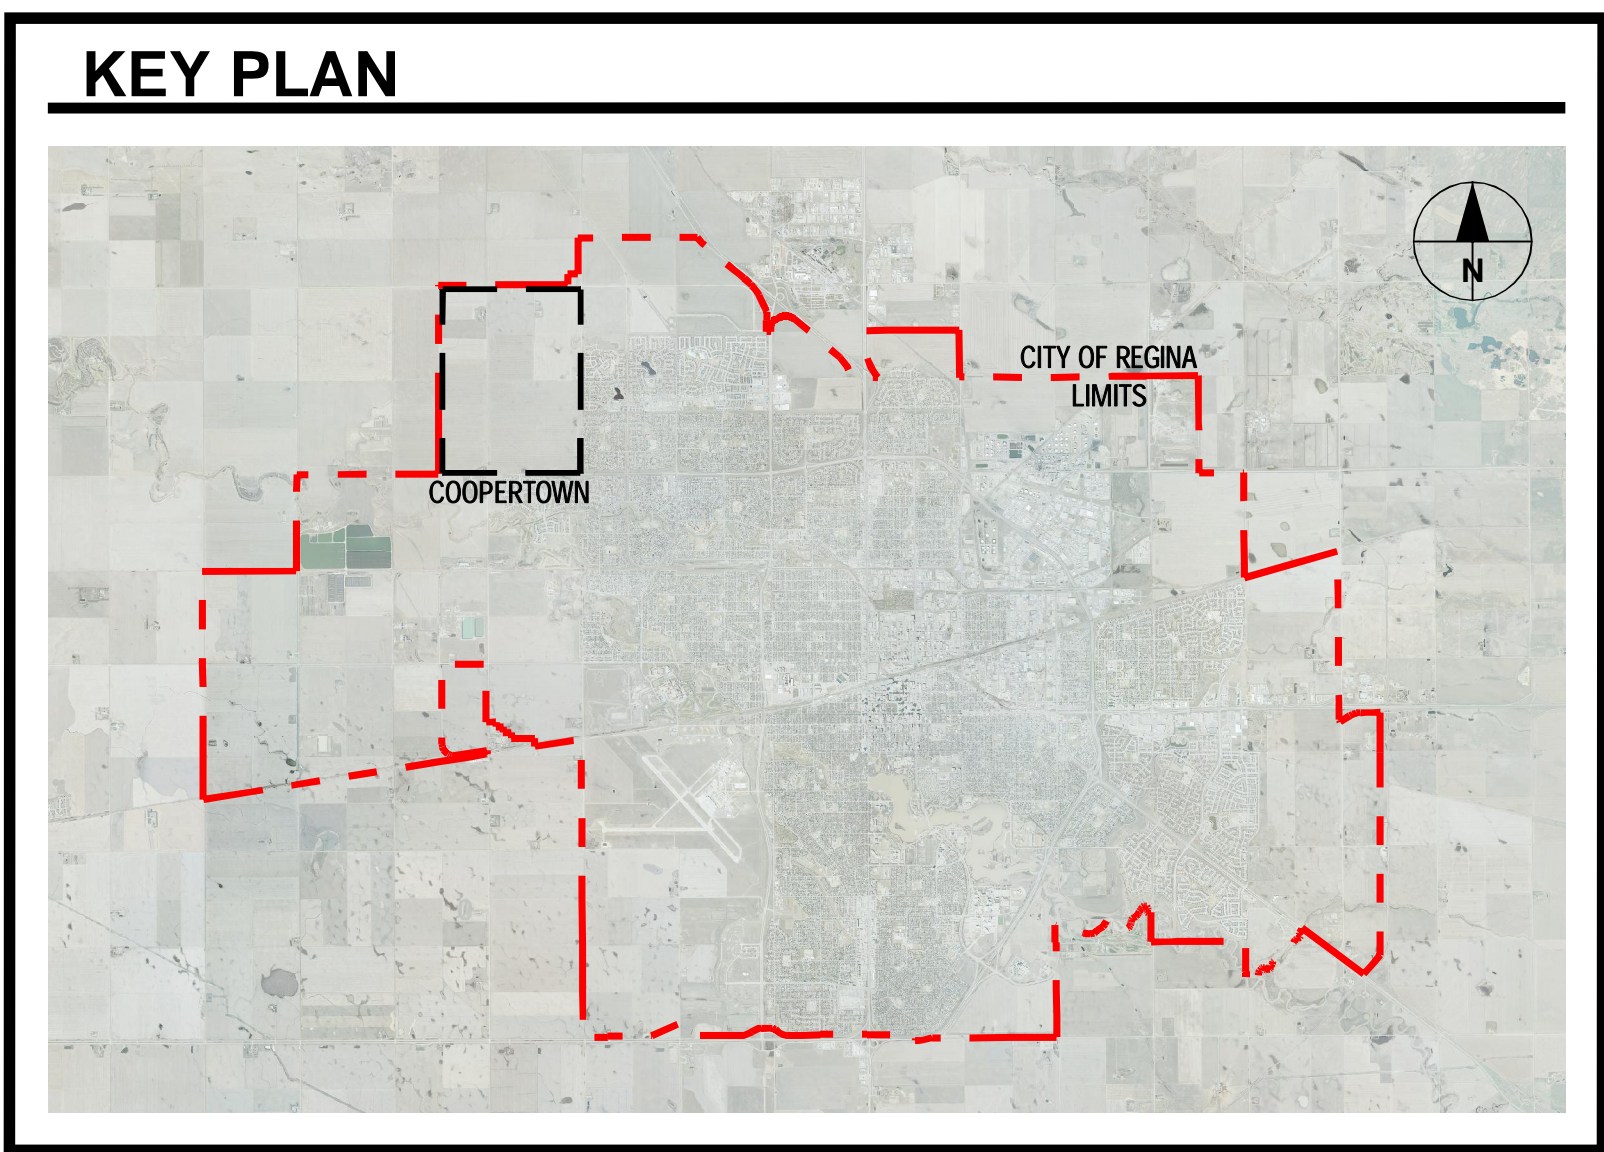 KEY PLAN
N
CITY OF REGINA
LIMITS
COOPERTOWN